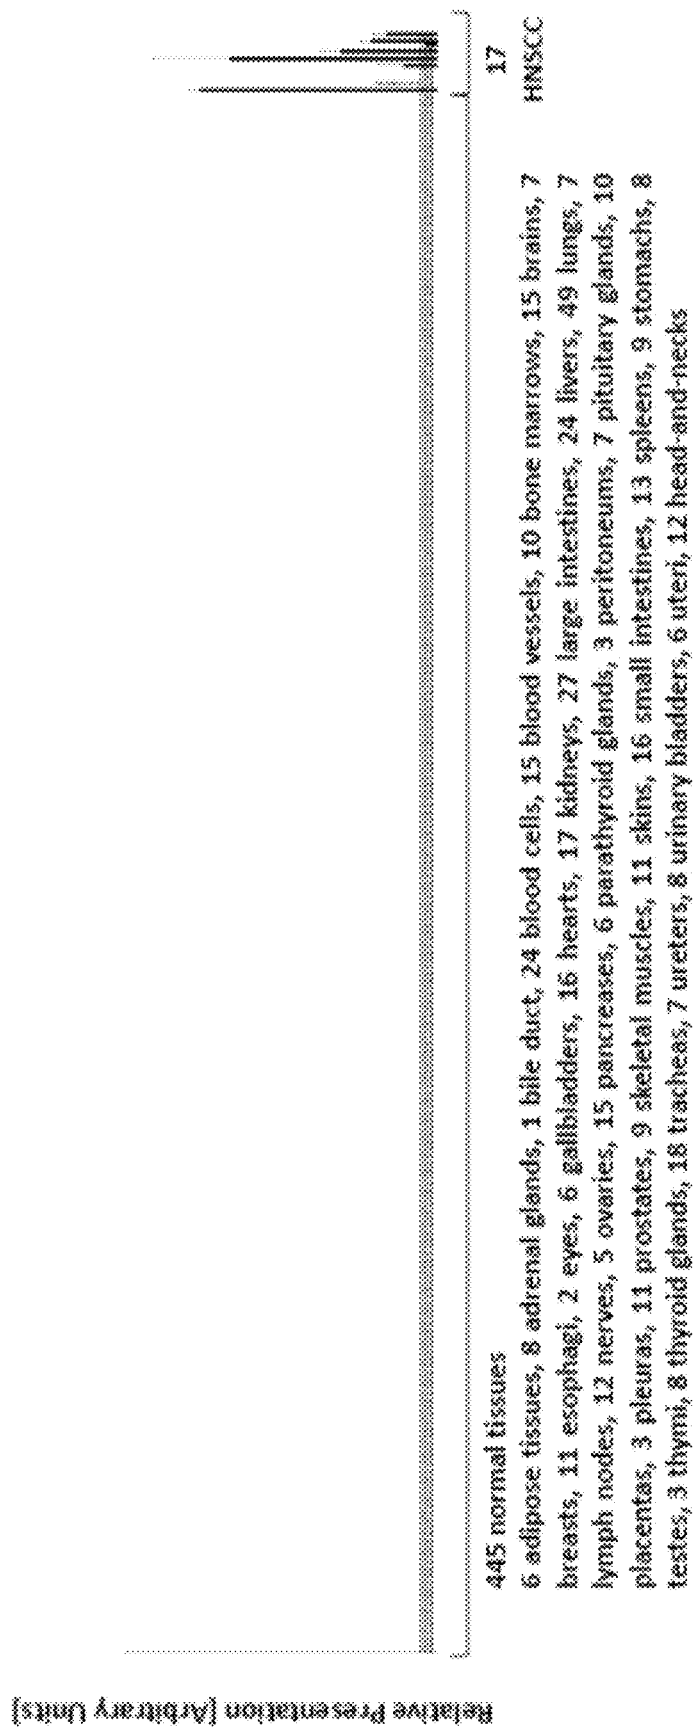 Relative Presentation [Arbitrary Units]
445 normal tissues
17
HNSCC
6 adipose tissues, 8 adrenal glands, 1 bile duct, 24 blood cells, 15 blood vessels, 10 bone marrows, 15 brains, 7
breasts, 11 esophagi, 2 eyes, 6 gallbladders, 16 hearts, 17 kidneys, 27 large intestines, 24 livers, 49 lungs, 7
lymph nodes, 12 nerves, 5 ovaries, 15 pancreases, 6 parathyroid glands, 3 peritoneums, 7 pituitary glands, 10
placentas, 3 pleuras, 11 prostates, 9 skeletal muscles, 11 skins, 16 small intestines, 13 spleens, 9 stomachs, 8
testes, 3 thymi, 8 thyroid glands, 18 tracheas, 7 ureters, 8 urinary bladders, 6 uteri, 12 head-and-necks